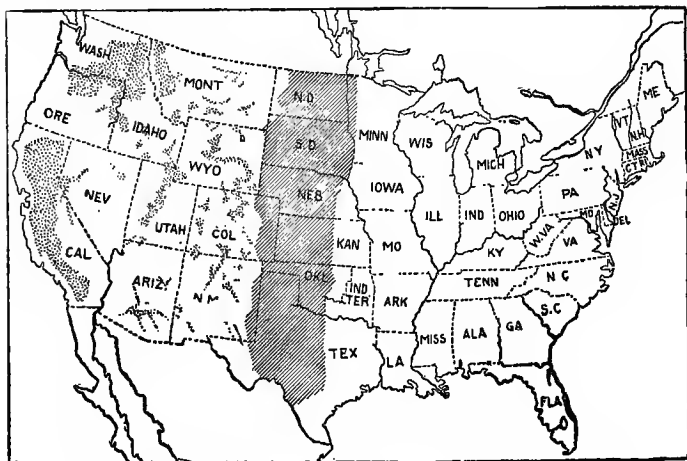 WASH
MONT
N.D
ORE
IDAHO
S.D
MINN
WIS
MICH
NY
VT
N.H.
ME
MASS
CT RI
WYO
NEB
IOWA
NEV
UTAH
COL
ILL
IND
OHIO
PA
N.J
MD
DEL
W.VA
VA
CAL
KAN
MO
KY
ARIZ
N.M
OKL
IND
TER
ARK
TENN
N.C
S.C
TEX
LA
MISS
ALA
GA
FLA